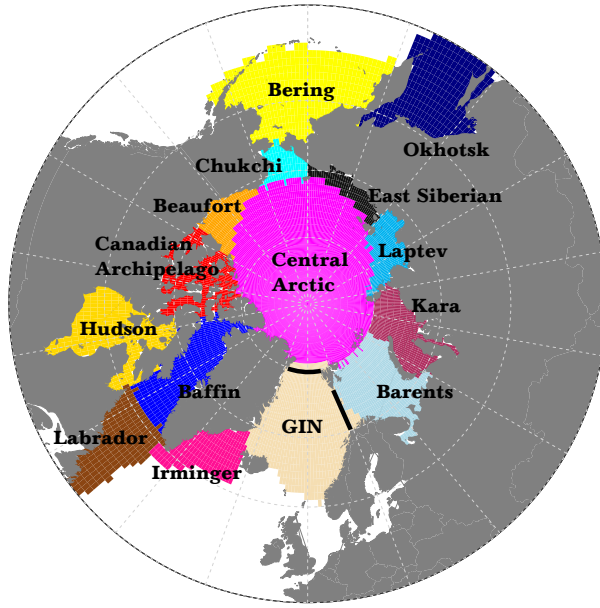 Bering
Okhotsk
Chukchi
East Siberian
Beaufort
Canadian
Archipelago
Central
Arctic
Laptev
Kara
Hudson
Baffin
Barents
GIN
Labrador
Irminger